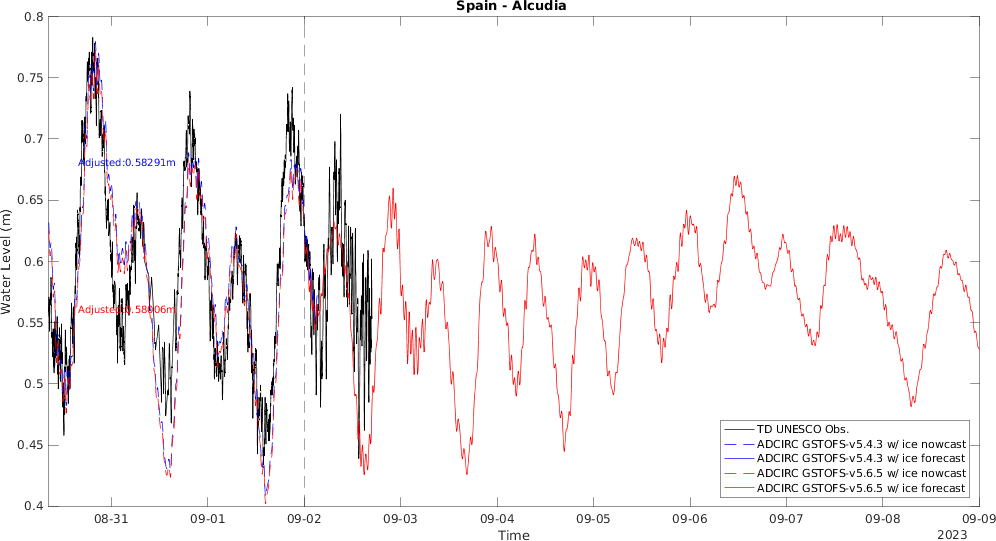 Spain - Alcudia
0.8
0.75
0.7
0.65
0.6
0.55
0.5
0.45
0.4
Water Level (m)
Adjusted:0.58291m
Adjusted:0.58006m
TD UNESCO Obs.
ADCIRC GSTOFS-v5.4.3 w/ ice nowcast
ADCIRC GSTOFS-v5.4.3 w/ ice forecast
ADCIRC GSTOFS-v5.6.5 w/ ice nowcast
ADCIRC GSTOFS-v5.6.5 w/ ice forecast
08-31 09-01 09-02 09-03 09-04 09-05 09-06 09-07 09-08 09-09
Time
2023